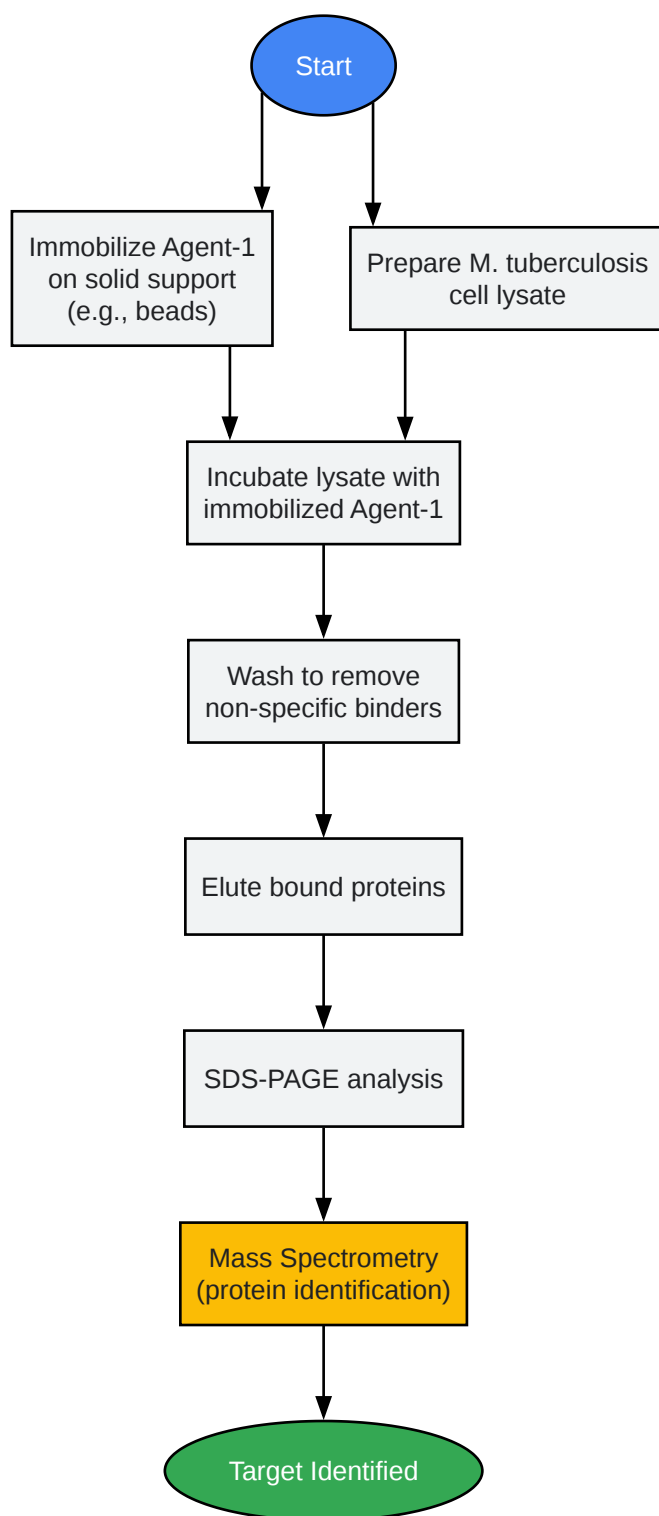 Start
Immobilize Agent-1
on solid support
(e.g., beads)
Prepare M. tuberculosis
cell lysate
Incubate lysate with
immobilized Agent-1
Wash to remove
non-specific binders
Elute bound proteins
SDS-PAGE analysis
Mass Spectrometry
(protein identification)
Target Identified